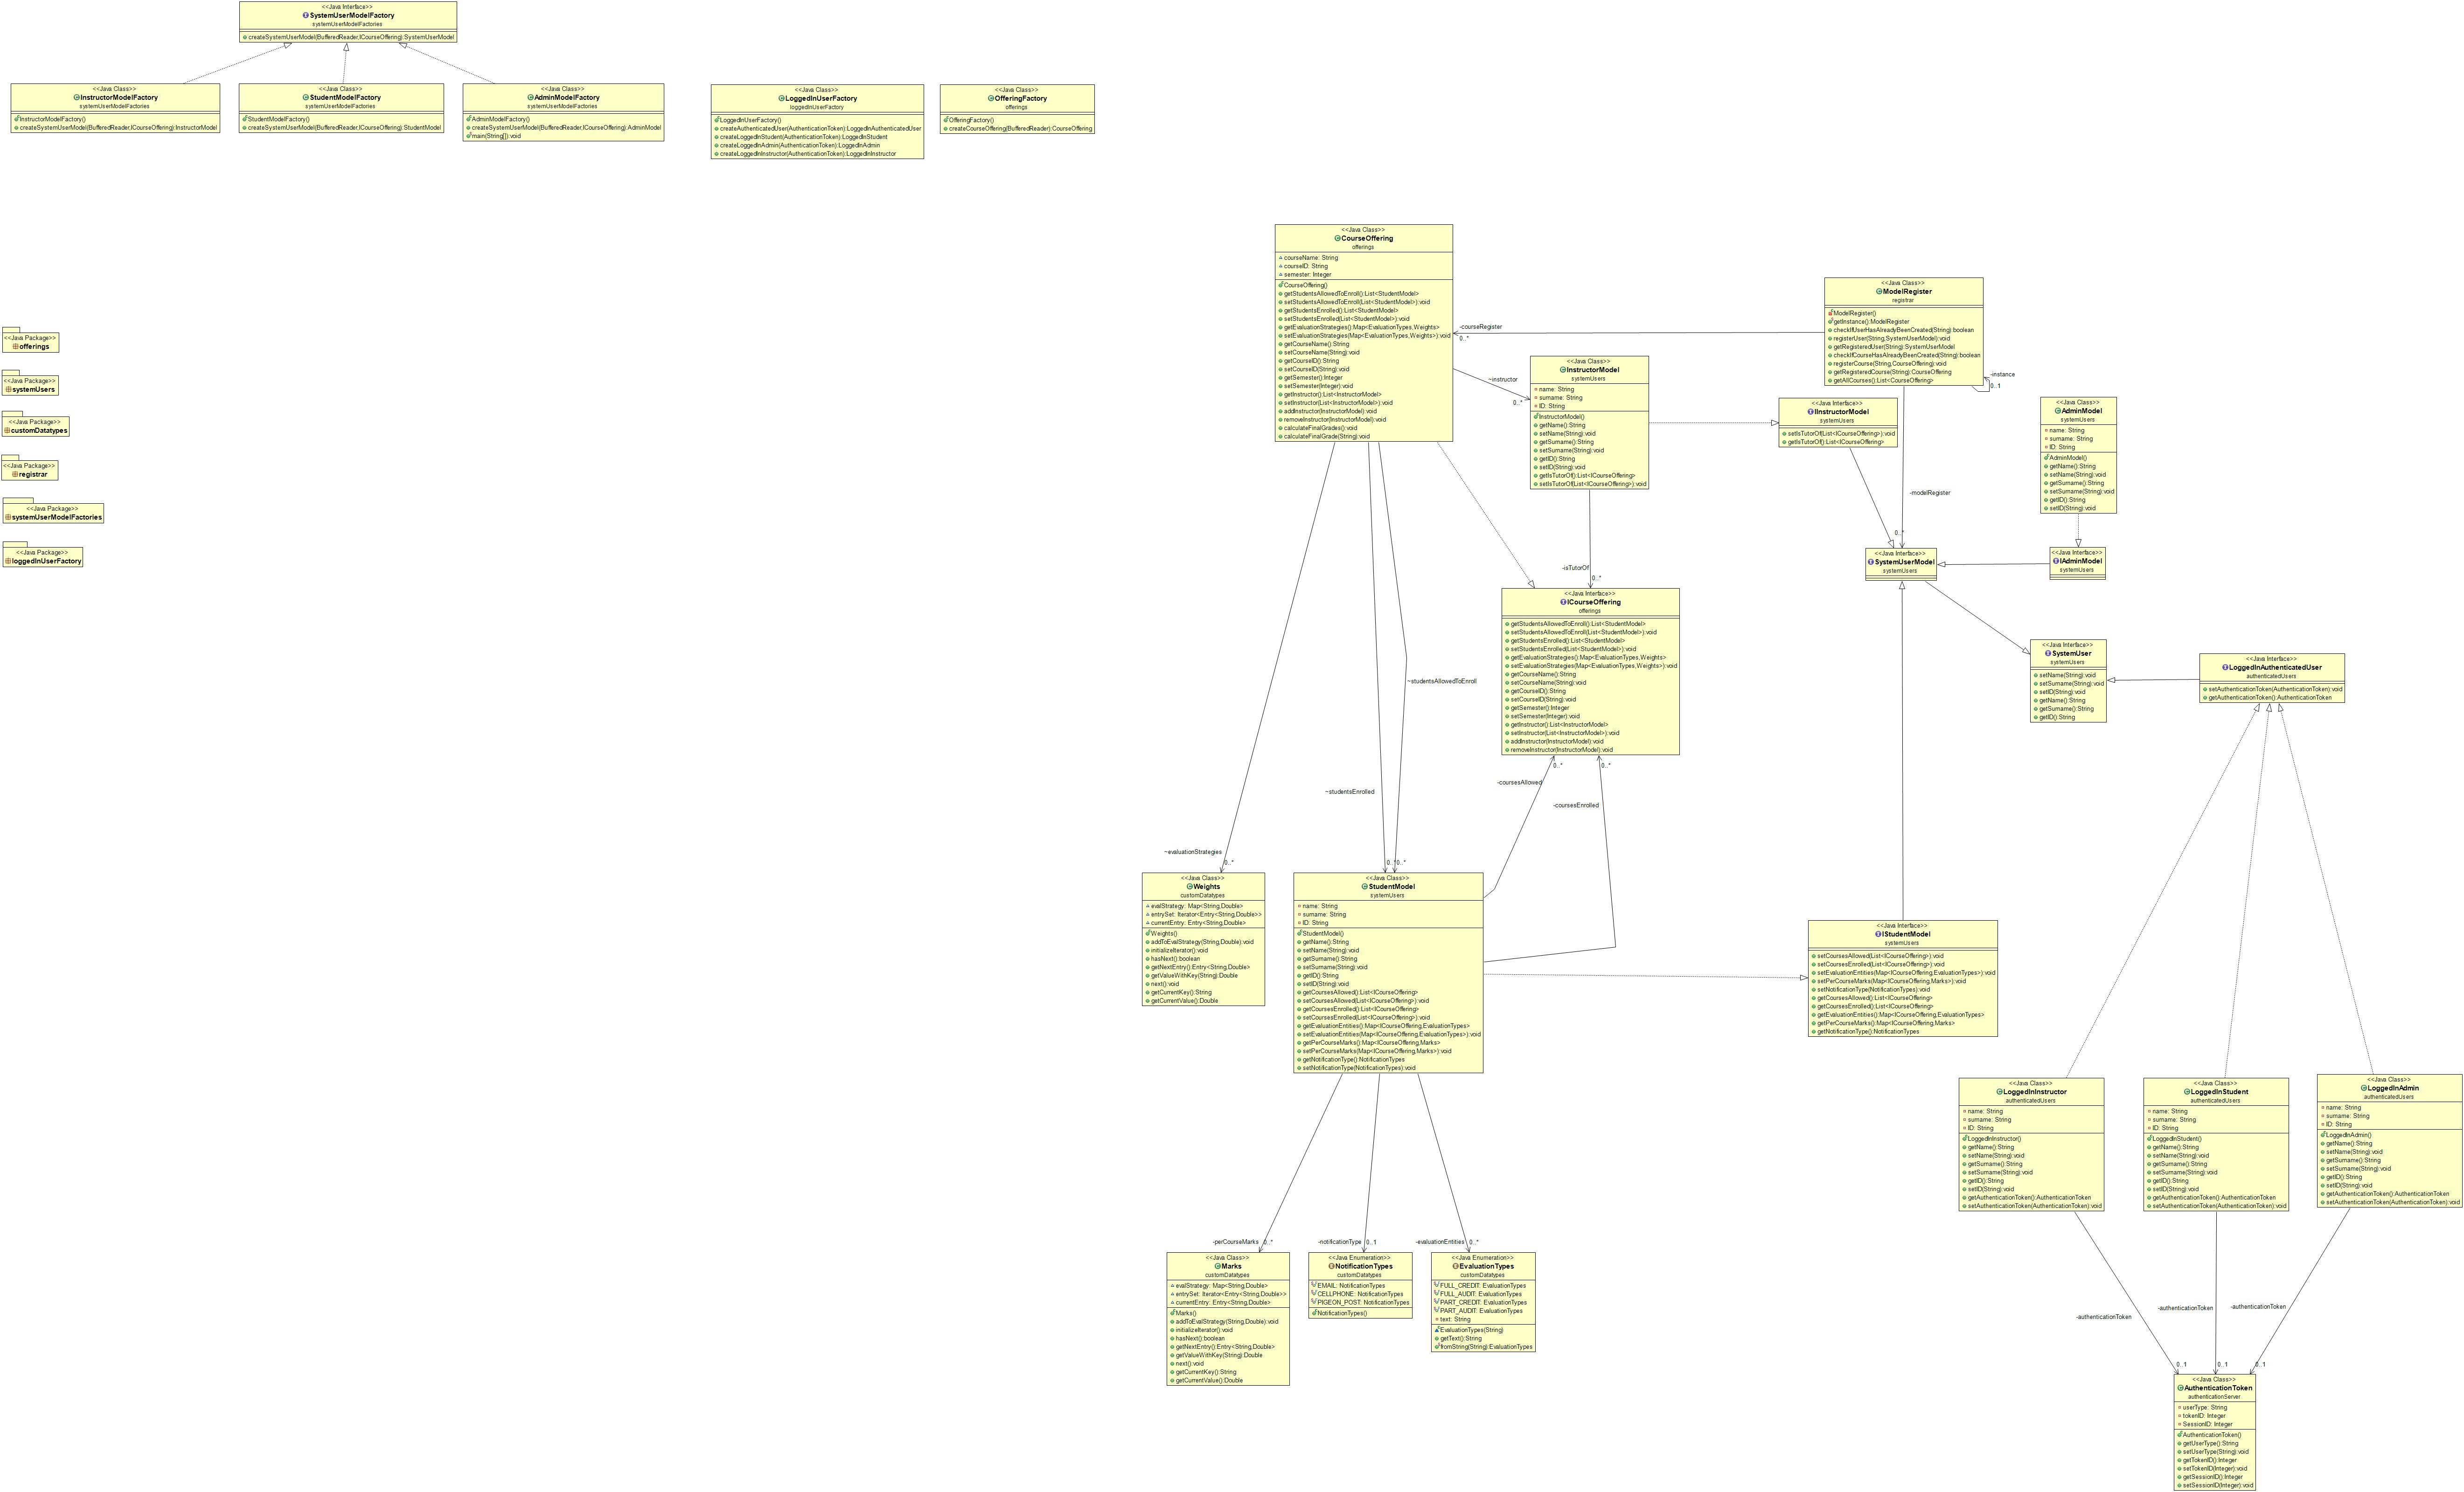 <<Java Interface>>
SystemUserModelFactory
systemUserModelFactories
createSystemUserModel(BufferedReader,ICourseOffering):SystemUserModel
<<Java Class>>
InstructorModelFactory
systemUserModelFactories
InstructorModelFactory()
createSystemUserModel(BufferedReader,ICourseOffering):InstructorModel
<<Java Class>>
StudentModelFactory
systemUserModelFactories
StudentModelFactory()
createSystemUserModel(BufferedReader,ICourseOffering):StudentModel
<<Java Class>>
AdminModelFactory
systemUserModelFactories
AdminModelFactory()
createSystemUserModel(BufferedReader,ICourseOffering):AdminModel
main(String[]):void
<<Java Class>>
LoggedInUserFactory
loggedInUserFactory
LoggedInUserFactory()
createAuthenticatedUser(AuthenticationToken):LoggedInAuthenticatedUser
createLoggedInStudent(AuthenticationToken):LoggedInStudent
createLoggedInAdmin(AuthenticationToken):LoggedInAdmin
createLoggedInInstructor(AuthenticationToken):LoggedInInstructor
<<Java Class>>
OfferingFactory
offerings
OfferingFactory()
createCourseOffering(BufferedReader):CourseOffering
<<Java Package>>
offerings
<<Java Package>>
systemUsers
<<Java Package>>
customDatatypes
<<Java Package>>
registrar
<<Java Package>>
systemUserModelFactories
<<Java Package>>
loggedInUserFactory
<<Java Class>>
CourseOffering
offerings
courseName: String
courseID: String
semester: Integer
CourseOffering()
getStudentsAllowedToEnroll():List<StudentModel>
setStudentsAllowedToEnroll(List<StudentModel>):void
getStudentsEnrolled():List<StudentModel>
setStudentsEnrolled(List<StudentModel>):void
getEvaluationStrategies():Map<EvaluationTypes,Weights>
setEvaluationStrategies(Map<EvaluationTypes,Weights>):void
getCourseName():String
setCourseName(String):void
getCourseID():String
setCourseID(String):void
getSemester():Integer
setSemester(Integer):void
getInstructor():List<InstructorModel>
setInstructor(List<InstructorModel>):void
addInstructor(InstructorModel):void
removeInstructor(InstructorModel):void
calculateFinalGrades():void
calculateFinalGrade(String):void
-courseRegister
0..*
~instructor
0..*
<<Java Class>>
InstructorModel
systemUsers
name: String
surname: String
ID: String
InstructorModel()
getName():String
setName(String):void
getSurname():String
setSurname(String):void
getID():String
setID(String):void
getIsTutorOf():List<ICourseOffering>
setIsTutorOf(List<ICourseOffering>):void
<<Java Class>>
ModelRegister
registrar
ModelRegister()
getInstance():ModelRegister
checkIfUserHasAlreadyBeenCreated(String):boolean
registerUser(String,SystemUserModel):void
getRegisteredUser(String):SystemUserModel
checkIfCourseHasAlreadyBeenCreated(String):boolean
registerCourse(String,CourseOffering):void
getRegisteredCourse(String):CourseOffering
getAllCourses():List<CourseOffering>
-instance
0..1
<<Java Interface>>
IInstructorModel
systemUsers
setIsTutorOf(List<ICourseOffering>):void
getIsTutorOf():List<ICourseOffering>
<<Java Class>>
AdminModel
systemUsers
name: String
surname: String
ID: String
AdminModel()
getName():String
setName(String):void
getSurname():String
setSurname(String):void
getID():String
setID(String):void
-modelRegister
0..*
<<Java Interface>>
SystemUserModel
systemUsers
<<Java Interface>>
IAdminModel
systemUsers
-isTutorOf
0..*
<<Java Interface>>
ICourseOffering
offerings
getStudentsAllowedToEnroll():List<StudentModel>
setStudentsAllowedToEnroll(List<StudentModel>):void
getStudentsEnrolled():List<StudentModel>
setStudentsEnrolled(List<StudentModel>):void
getEvaluationStrategies():Map<EvaluationTypes,Weights>
setEvaluationStrategies(Map<EvaluationTypes,Weights>):void
getCourseName():String
setCourseName(String):void
getCourseID():String
setCourseID(String):void
getSemester():Integer
setSemester(Integer):void
getInstructor():List<InstructorModel>
setInstructor(List<InstructorModel>):void
addInstructor(InstructorModel):void
removeInstructor(InstructorModel):void
<<Java Interface>>
SystemUser
systemUsers
setName(String):void
setSurname(String):void
setID(String):void
getName():String
getSurname():String
getID():String
<<Java Interface>>
LoggedInAuthenticatedUser
authenticatedUsers
setAuthenticationToken(AuthenticationToken):void
getAuthenticationToken():AuthenticationToken
~studentsAllowedToEnroll
0..*
~studentsEnrolled
0..*
-coursesAllowed
0..*
-coursesEnrolled
0..*
~evaluationStrategies
0..*
<<Java Class>>
Weights
customDatatypes
evalStrategy: Map<String,Double>
entrySet: Iterator<Entry<String,Double>>
currentEntry: Entry<String,Double>
Weights()
addToEvalStrategy(String,Double):void
initializeIterator():void
hasNext():boolean
getNextEntry():Entry<String,Double>
getValueWithKey(String):Double
next():void
getCurrentKey():String
getCurrentValue():Double
<<Java Class>>
StudentModel
systemUsers
name: String
surname: String
ID: String
StudentModel()
getName():String
setName(String):void
getSurname():String
setSurname(String):void
getID():String
setID(String):void
getCoursesAllowed():List<ICourseOffering>
setCoursesAllowed(List<ICourseOffering>):void
getCoursesEnrolled():List<ICourseOffering>
setCoursesEnrolled(List<ICourseOffering>):void
getEvaluationEntities():Map<ICourseOffering,EvaluationTypes>
setEvaluationEntities(Map<ICourseOffering,EvaluationTypes>):void
getPerCourseMarks():Map<ICourseOffering,Marks>
setPerCourseMarks(Map<ICourseOffering,Marks>):void
getNotificationType():NotificationTypes
setNotificationType(NotificationTypes):void
<<Java Interface>>
IStudentModel
systemUsers
setCoursesAllowed(List<ICourseOffering>):void
setCoursesEnrolled(List<ICourseOffering>):void
setEvaluationEntities(Map<ICourseOffering,EvaluationTypes>):void
setPerCourseMarks(Map<ICourseOffering,Marks>):void
setNotificationType(NotificationTypes):void
getCoursesAllowed():List<ICourseOffering>
getCoursesEnrolled():List<ICourseOffering>
getEvaluationEntities():Map<ICourseOffering,EvaluationTypes>
getPerCourseMarks():Map<ICourseOffering,Marks>
getNotificationType():NotificationTypes
<<Java Class>>
LoggedInInstructor
authenticatedUsers
name: String
surname: String
ID: String
LoggedInInstructor()
getName():String
setName(String):void
getSurname():String
setSurname(String):void
getID():String
setID(String):void
getAuthenticationToken():AuthenticationToken
setAuthenticationToken(AuthenticationToken):void
<<Java Class>>
LoggedInStudent
authenticatedUsers
name: String
surname: String
ID: String
LoggedInStudent()
getName():String
setName(String):void
getSurname():String
setSurname(String):void
getID():String
setID(String):void
getAuthenticationToken():AuthenticationToken
setAuthenticationToken(AuthenticationToken):void
<<Java Class>>
LoggedInAdmin
authenticatedUsers
name: String
surname: String
ID: String
LoggedInAdmin()
getName():String
setName(String):void
getSurname():String
setSurname(String):void
getID():String
setID(String):void
getAuthenticationToken():AuthenticationToken
setAuthenticationToken(AuthenticationToken):void
-perCourseMarks
0..*
-notificationType
0..1
-evaluationEntities
0..*
<<Java Class>>
Marks
customDatatypes
evalStrategy: Map<String,Double>
entrySet: Iterator<Entry<String,Double>>
currentEntry: Entry<String,Double>
Marks()
addToEvalStrategy(String,Double):void
initializeIterator():void
hasNext():boolean
getNextEntry():Entry<String,Double>
getValueWithKey(String):Double
next():void
getCurrentKey():String
getCurrentValue():Double
<<Java Enumeration>>
NotificationTypes
customDatatypes
EMAIL: NotificationTypes
CELLPHONE: NotificationTypes
PIGEON_POST: NotificationTypes
NotificationTypes()
<<Java Enumeration>>
EvaluationTypes
customDatatypes
FULL_CREDIT: EvaluationTypes
FULL_AUDIT: EvaluationTypes
PART_CREDIT: EvaluationTypes
PART_AUDIT: EvaluationTypes
text: String
EvaluationTypes(String)
getText():String
fromString(String):EvaluationTypes
-authenticationToken
0..1
-authenticationToken
0..1
-authenticationToken
0..1
<<Java Class>>
AuthenticationToken
authenticationServer
userType: String
tokenID: Integer
SessionID: Integer
AuthenticationToken()
getUserType():String
setUserType(String):void
getTokenID():Integer
setTokenID(Integer):void
getSessionID():Integer
setSessionID(Integer):void